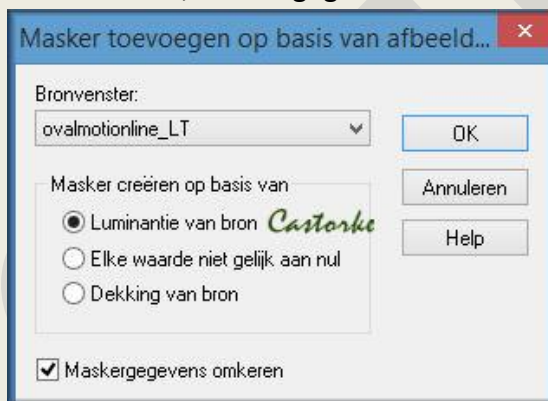 Masker toevoegen op basis van afbeeld...
Bronvenster:
ovalmotionline_LT
OK
Masker creëren op basis van
Annuleren
Luminantie van bron Castorke
Help
Elke waarde niet gelijk aan nul
Dekking van bron
Maskergegevens omkeren